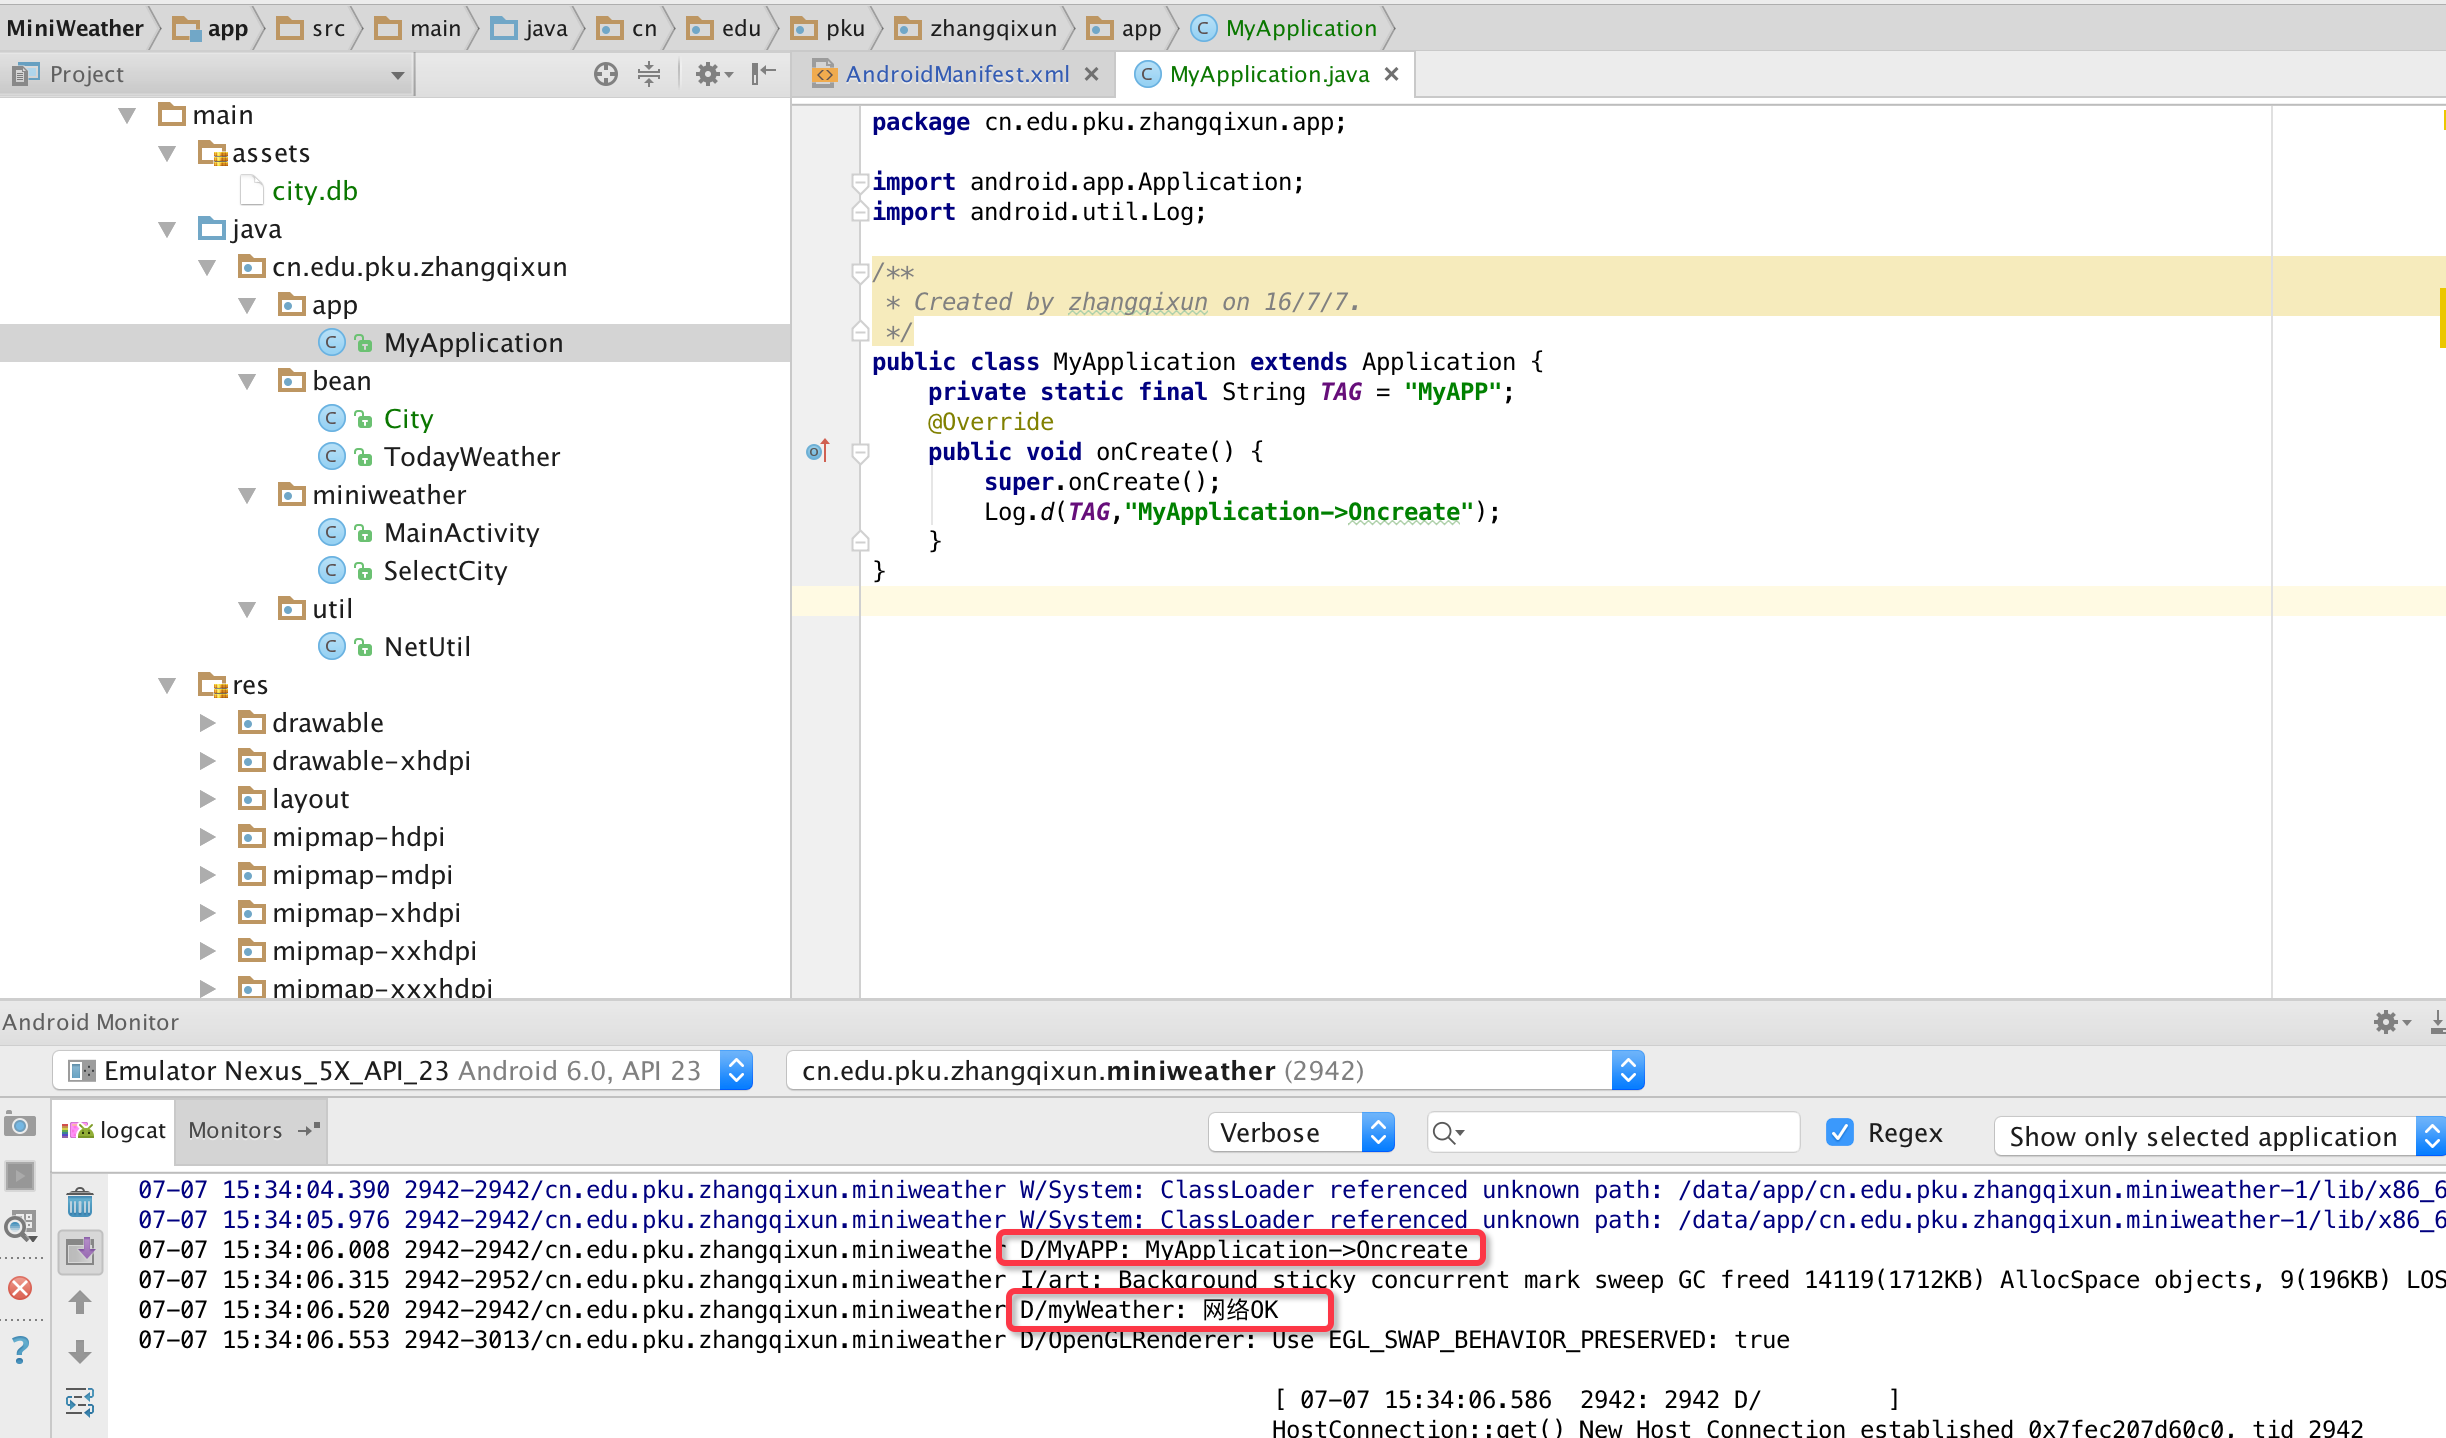 MiniWeather app src main java cn edu pku zhangqixun app MyApplication
Project
AndroidManifest.xml MyApplication.java
main
assets
city.db
java
cn.edu.pku.zhangqixun
app
MyApplication
bean
City
TodayWeather
miniweather
MainActivity
SelectCity
util
NetUtil
res
drawable
drawable-xhdpi
layout
mipmap-hdpi
mipmap-mdpi
mipmap-xhdpi
mipmap-xxhdpi
mipmap-xxxhdpi
package cn.edu.pku.zhangqixun.app;
import android.app.Application;
import android.util.Log;
/**
* Created by zhangqixun on 16/7/7.
*/
public class MyApplication extends Application {
private static final String TAG = "MyAPP";
@Override
public void onCreate() {
super.onCreate();
Log.d(TAG,"MyApplication->Oncreate");
}
}
Android Monitor
Emulator Nexus_5X_API_23 Android 6.0, API 23 cn.edu.pku.zhangqixun.miniweather (2942)
logcat Monitors Verbose Regex Show only selected application
07-07 15:34:04.390 2942-2942/cn.edu.pku.zhangqixun.miniweather W/System: ClassLoader referenced unknown path: /data/app/cn.edu.pku.zhangqixun.miniweather-1/lib/x86_6
07-07 15:34:05.976 2942-2942/cn.edu.pku.zhangqixun.miniweather W/System: ClassLoader referenced unknown path: /data/app/cn.edu.pku.zhangqixun.miniweather-1/lib/x86_6
07-07 15:34:06.008 2942-2942/cn.edu.pku.zhangqixun.miniweather D/MyAPP: MyApplication->Oncreate
07-07 15:34:06.315 2942-2952/cn.edu.pku.zhangqixun.miniweather I/art: Background sticky concurrent mark sweep GC freed 14119(1712KB) AllocSpace objects, 9(196KB) LOS
07-07 15:34:06.520 2942-2942/cn.edu.pku.zhangqixun.miniweather D/myWeather: 网络OK
07-07 15:34:06.553 2942-3013/cn.edu.pku.zhangqixun.miniweather D/OpenGLRenderer: Use EGL_SWAP_BEHAVIOR_PRESERVED: true
[ 07-07 15:34:06.586 2942: 2942 D/ ]
HostConnection::get() New Host Connection established 0x7fec207d60c0, tid 2942